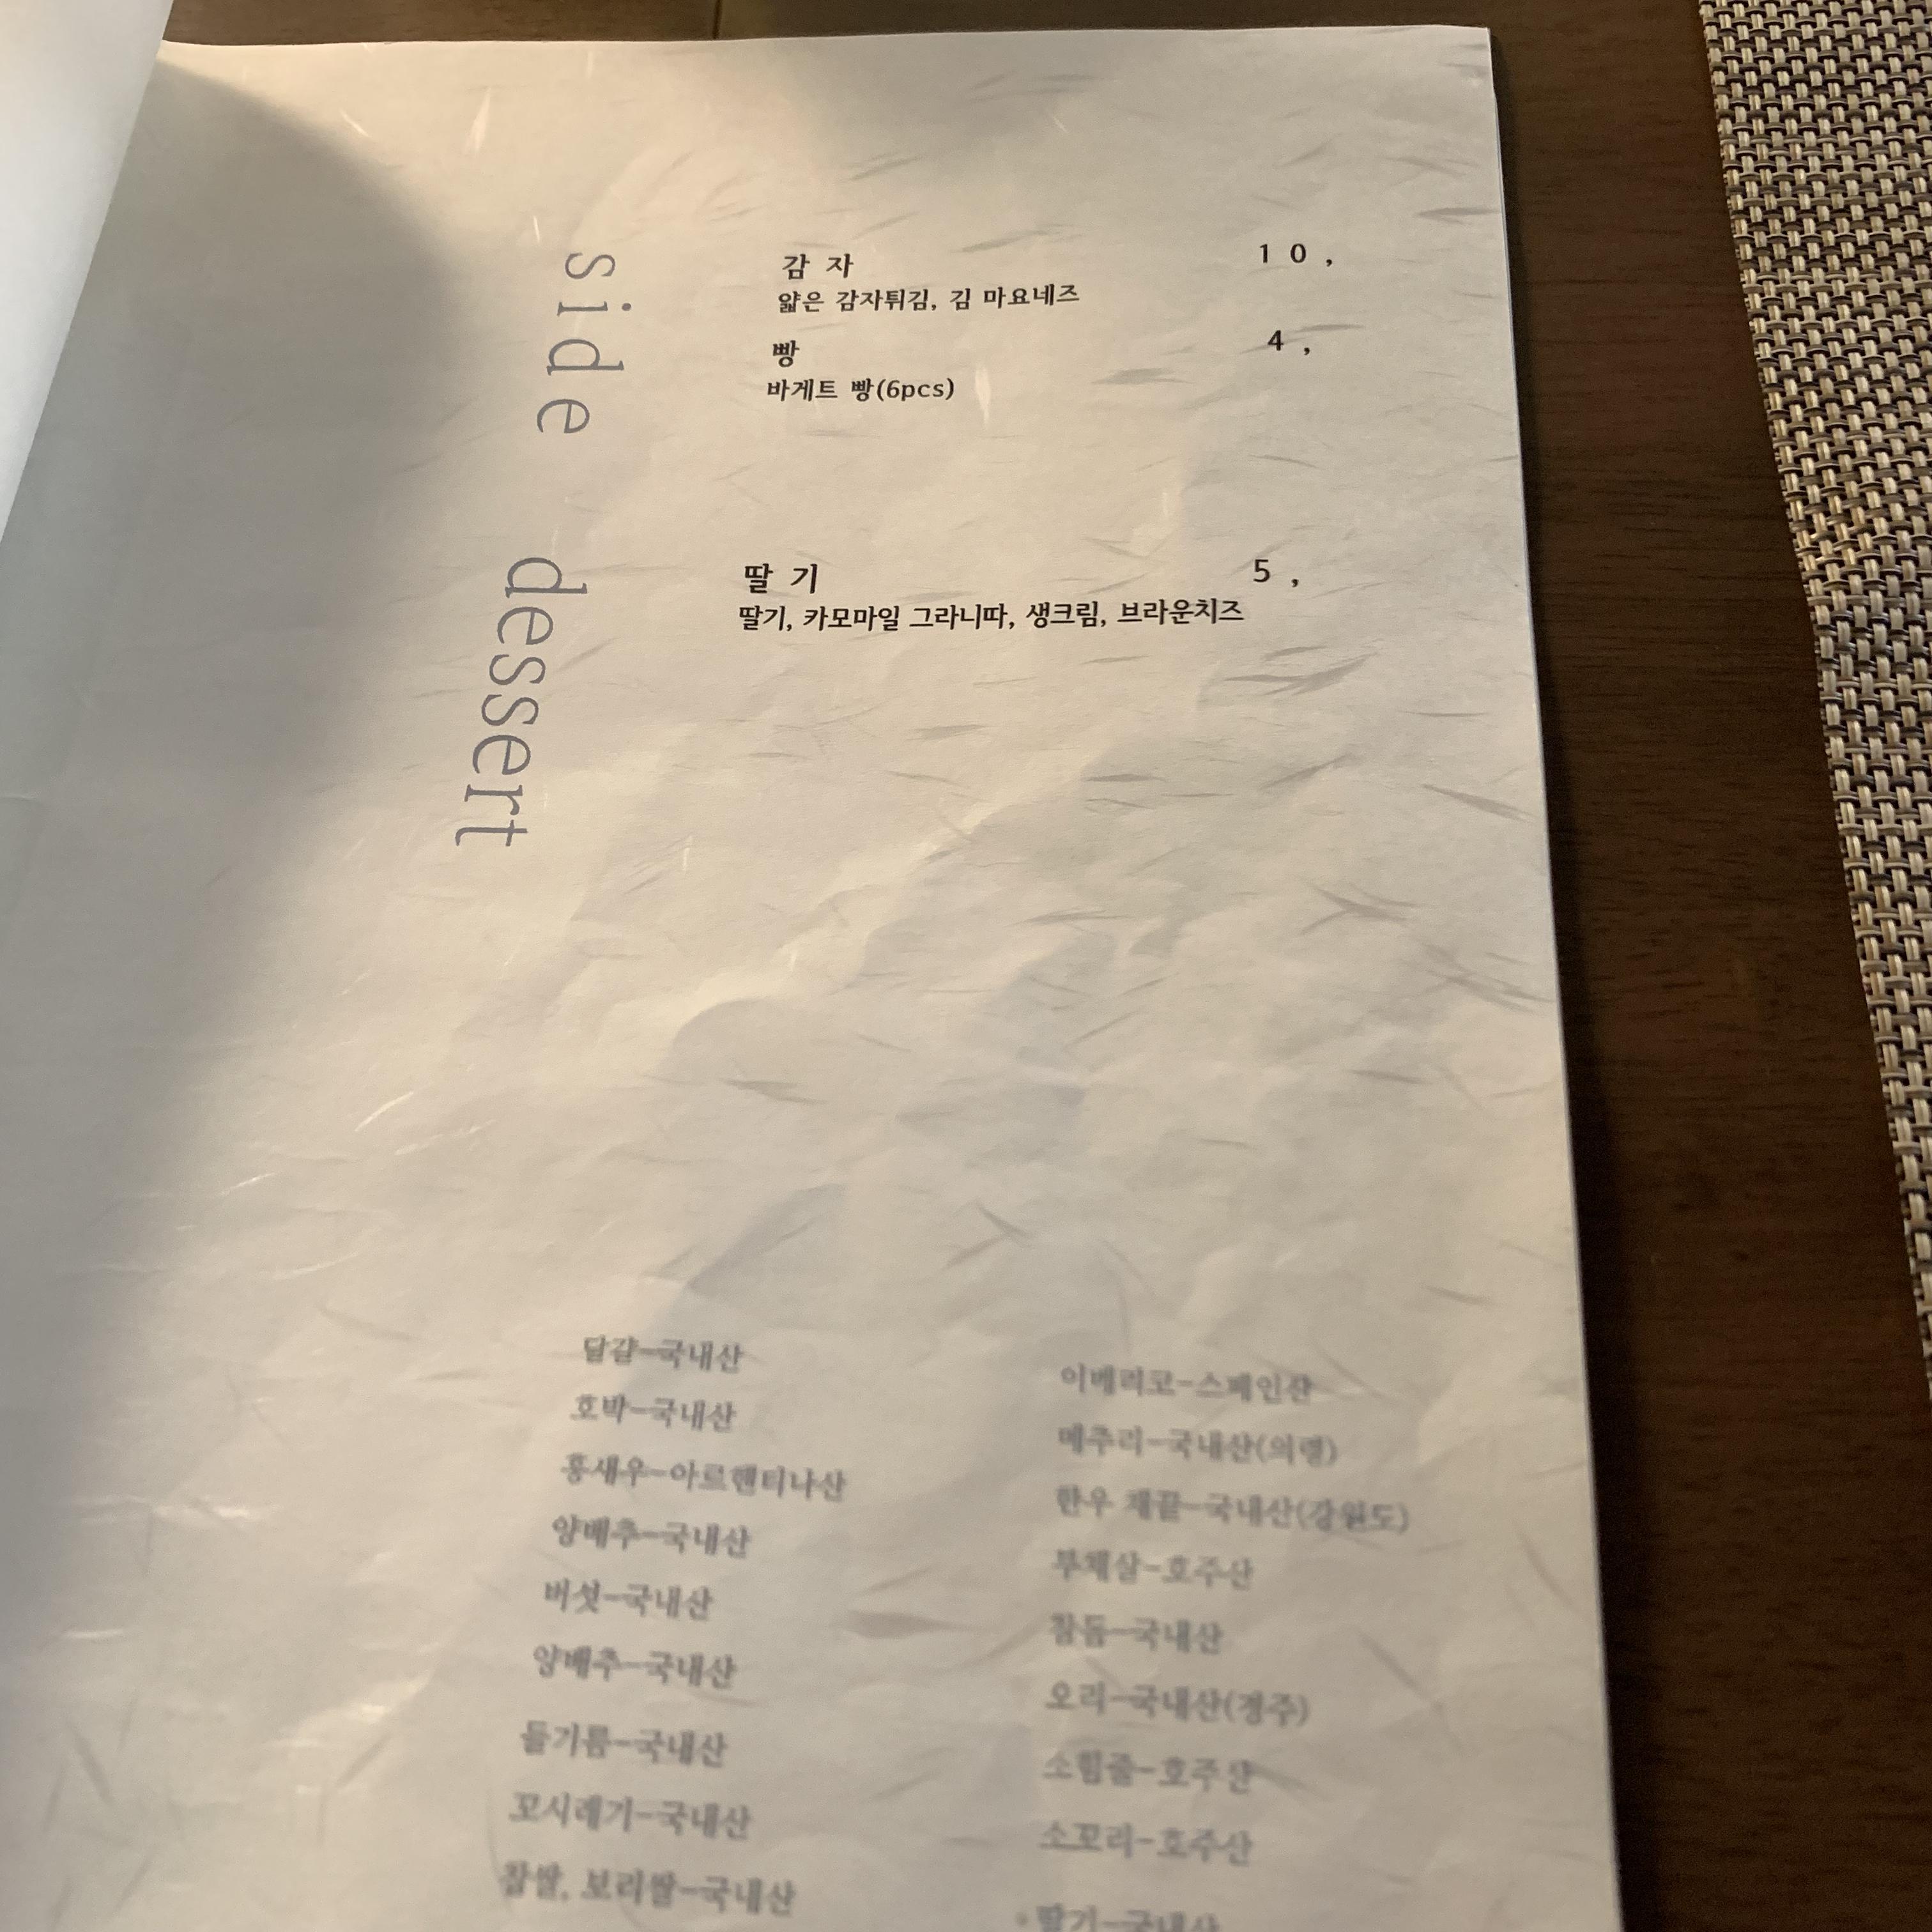 side
감 자 10,
얇은 감자튀김, 김 마요네즈
빵 4,
바게트 빵(6pcs)
dessert
딸 기 5,
딸기, 카모마일 그라니따, 생크림, 브라운치즈
달걀-국내산
호박-국내산
홍새우-아르헨티나산
양배추-국내산
버섯-국내산
양배추-국내산
들기름-국내산
꼬시래기-국내산
찹쌀, 보리쌀-국내산
이베리코-스페인산
메추리-국내산(의령)
한우 채끝-국내산(강원도)
부채살-호주산
참돔-국내산
오리-국내산(경주)
소힘줄-호주산
소꼬리-호주산
딸기-국내산